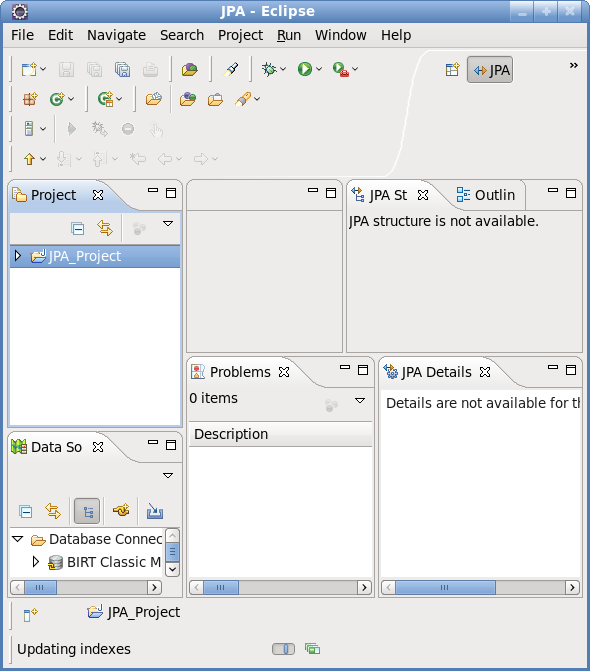 JPA - Eclipse
File Edit Navigate Search Project Run Window Help
JPA
Project
JPA_Project
JPA St
Outlin
JPA structure is not available.
Problems
0 items
Description
JPA Details
Details are not available for th
Data So
Database Connec
BIRT Classic M
JPA_Project
Updating indexes